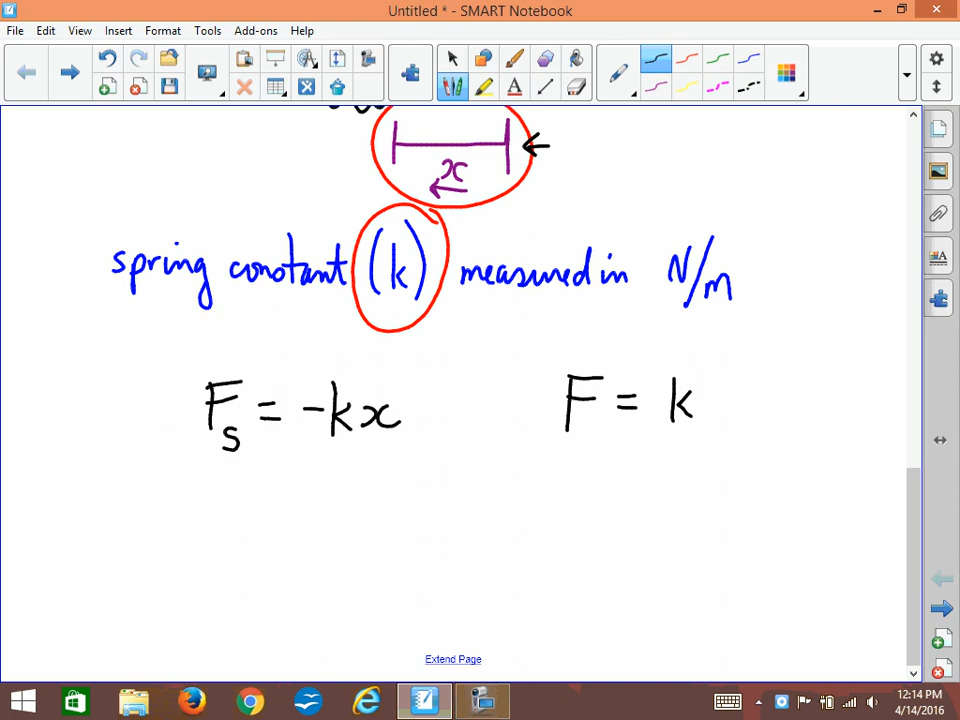 Untitled * - SMART Notebook
File Edit View Insert Format Tools Add-ons Help
x
spring constant (k) measured in N/m
Fs = -kx
F = k
Extend Page
12:14 PM
4/14/2016